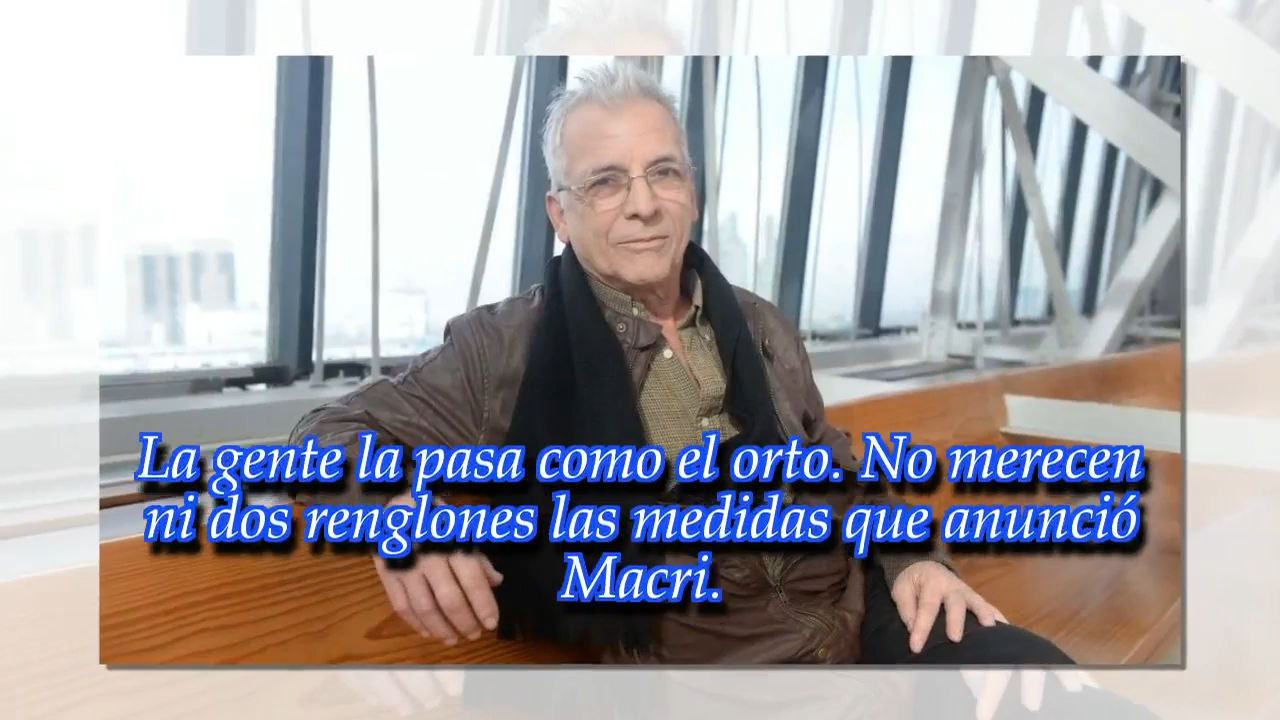 La gente la pasa como el orto. No merecen
ni dos renglones las medidas que anunció
Macri.